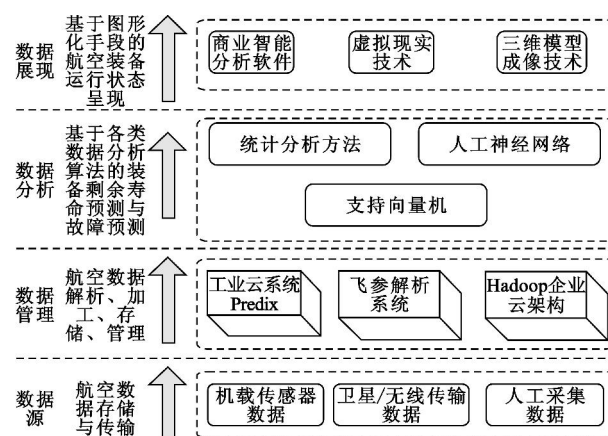 数据
展现
基于图形
化手段的
航空装备
运行状态
呈现
商业智能
分析软件
虚拟现实
技术
三维模型
成像技术
数据
分析
基于各类
数据分析
算法的装
备剩余寿
命预测与
故障预测
统计分析方法
人工神经网络
支持向量机
数据
管理
航空数据
解析、加
工、存
储、管理
工业云系统
Predix
飞参解析
系统
Hadoop企业
云架构
数据
源
航空数
据存储
与传输
机载传感器
数据
卫星/无线传输
数据
人工采集
数据